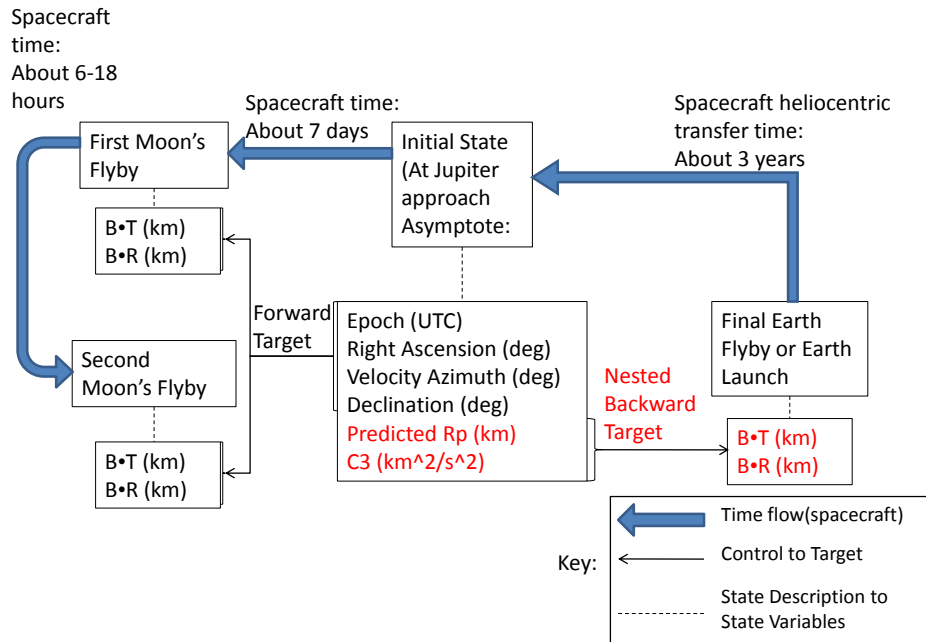 Spacecraft
time:
About 6-18
hours
Spacecraft time:
About 7 days
Spacecraft heliocentric
transfer time:
About 3 years
First Moon’s
Flyby
Initial State
(At Jupiter
approach
Asymptote:
B•T (km)
B•R (km)
Forward
Target
Epoch (UTC)
Right Ascension (deg)
Velocity Azimuth (deg)
Declination (deg)
Predicted Rp (km)
C3 (km^2/s^2)
Nested
Backward
Target
Final Earth
Flyby or Earth
Launch
Second
Moon’s Flyby
B•T (km)
B•R (km)
B•T (km)
B•R (km)
Key:
Time flow(spacecraft)
Control to Target
State Description to
State Variables